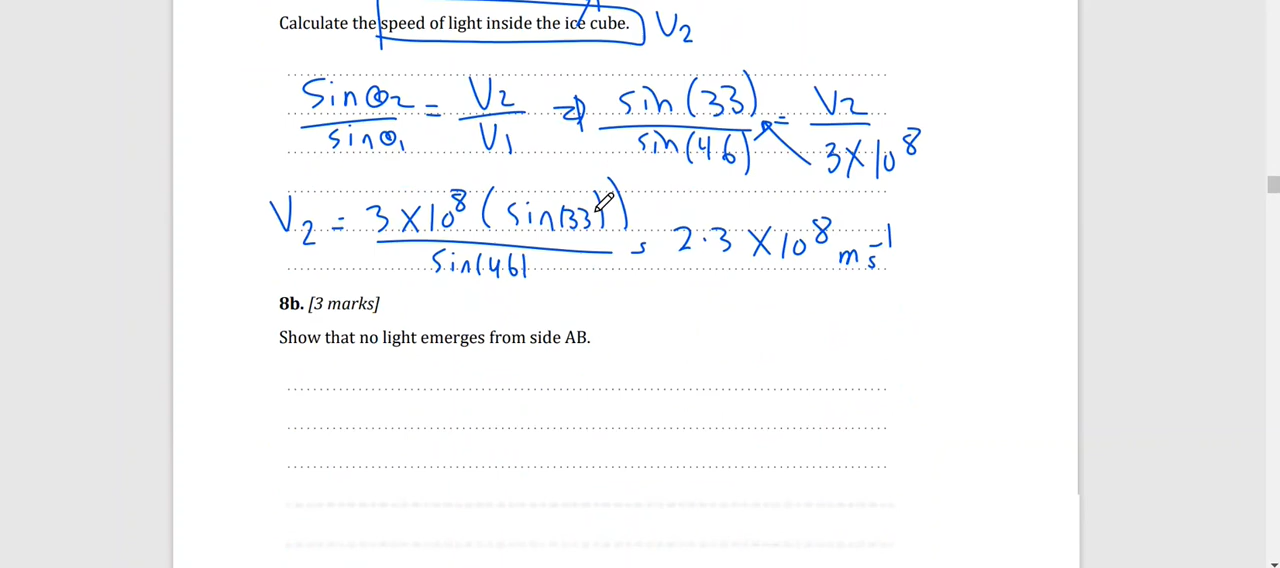 Calculate the speed of light inside the ice cube. V2
Sinθ2/sinθ1 = V2/V1 ⇒ sin(33)/sin(46) = V2/3×10^8
V2 = 3×10^8 (sin(33))/sin(46) = 2.3 ×10^8 ms^-1
8b. [3 marks]
Show that no light emerges from side AB.